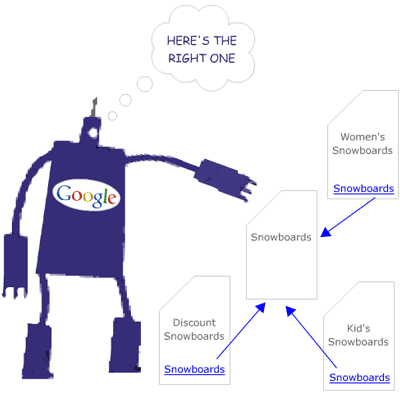 HERE'S THE
RIGHT ONE
Google
Women's
Snowboards
Snowboards
Snowboards
Discount
Snowboards
Snowboards
Kid's
Snowboards
Snowboards